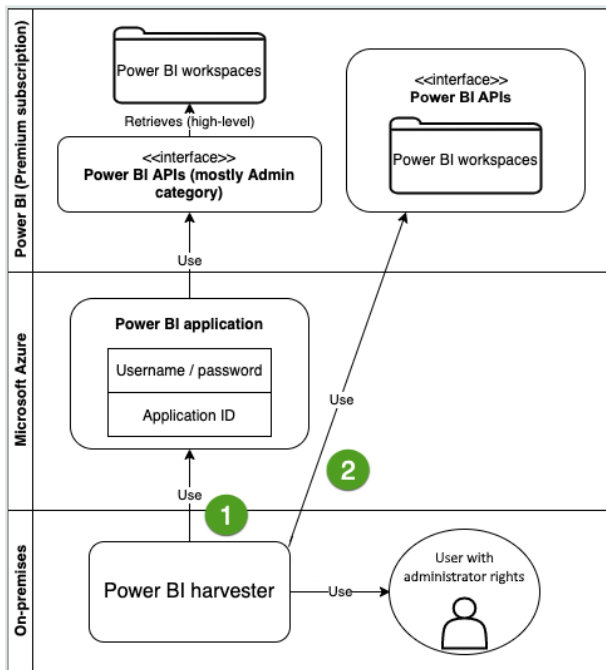 Power BI (Premium subscription)
Power BI workspaces
Retrieves (high-level)
<<interface>>
Power BI APIs (mostly Admin
category)
<<interface>>
Power BI APIs
Power BI workspaces
Use
Microsoft Azure
Power BI application
Username / password
Application ID
Use
2
Use
1
On-premises
Power BI harvester
Use
User with
administrator rights